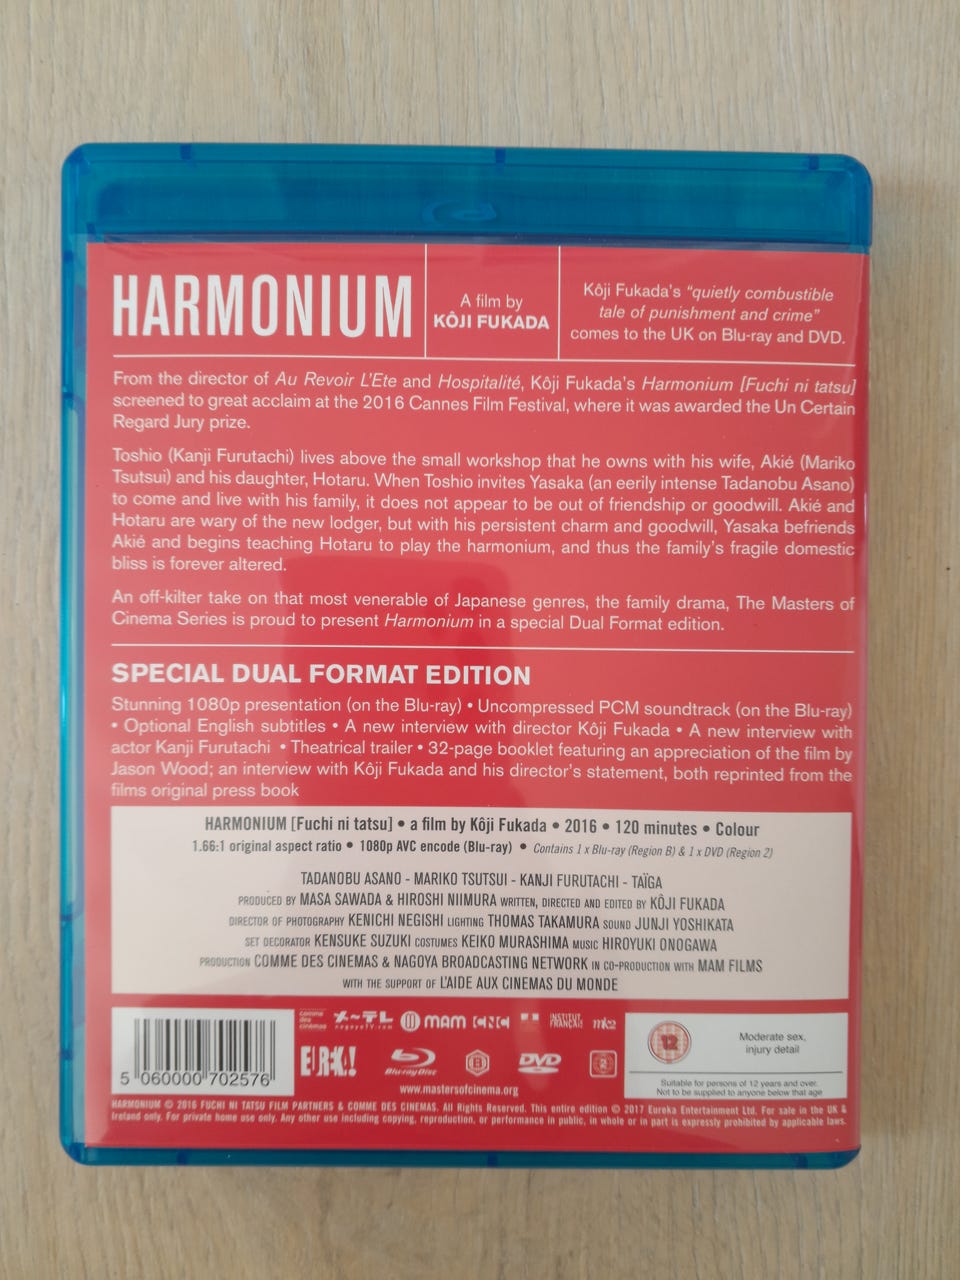 HARMONIUM
A film by
KÔJI FUKADA
Kôji Fukada's "quietly combustible
tale of punishment and crime"
comes to the UK on Blu-ray and DVD.
From the director of Au Revoir L'Ete and Hospitalité, Kôji Fukada's Harmonium [Fuchi ni tatsu]
screened to great acclaim at the 2016 Cannes Film Festival, where it was awarded the Un Certain
Regard Jury prize.
Toshio (Kanji Furutachi) lives above the small workshop that he owns with his wife, Akié (Mariko
Tsutsui) and his daughter, Hotaru. When Toshio invites Yasaka (an eerily intense Tadanobu Asano)
to come and live with his family, it does not appear to be out of friendship or goodwill. Akié and
Hotaru are wary of the new lodger, but with his persistent charm and goodwill, Yasaka befriends
Akié and begins teaching Hotaru to play the harmonium, and thus the family's fragile domestic
bliss is forever altered.
An off-kilter take on that most venerable of Japanese genres, the family drama, The Masters of
Cinema Series is proud to present Harmonium in a special Dual Format edition.
SPECIAL DUAL FORMAT EDITION
Stunning 1080p presentation (on the Blu-ray) • Uncompressed PCM soundtrack (on the Blu-ray)
• Optional English subtitles • A new interview with director Kôji Fukada • A new interview with
actor Kanji Furutachi • Theatrical trailer • 32-page booklet featuring an appreciation of the film by
Jason Wood; an interview with Kôji Fukada and his director's statement, both reprinted from the
films original press book
HARMONIUM [Fuchi ni tatsu] • a film by Kôji Fukada • 2016 • 120 minutes • Colour
1.66:1 original aspect ratio • 1080p AVC encode (Blu-ray) • Contains 1 x Blu-ray (Region B) & 1 x DVD (Region 2)
TADANOBU ASANO - MARIKO TSUTSUI - KANJI FURUTACHI - TAÏGA
PRODUCED BY MASA SAWADA & HIROSHI NIIMURA WRITTEN, DIRECTED AND EDITED BY KÔJI FUKADA
DIRECTOR OF PHOTOGRAPHY KENICHI NEGISHI LIGHTING THOMAS TAKAMURA SOUND JUNJI YOSHIKATA
SET DECORATOR KENSUKE SUZUKI COSTUMES KEIKO MURASHIMA MUSIC HIROYUKI ONOGAWA
PRODUCTION COMME DES CINEMAS & NAGOYA BROADCASTING NETWORK IN CO-PRODUCTION WITH MAM FILMS
WITH THE SUPPORT OF L'AIDE AUX CINEMAS DU MONDE
5 060000 702576
comme des cinémas
メ~テレ
nagoyaTV.com
MAM
CNC
INSTITUT FRANÇAIS
mk2
EUREKA!
Blu-ray Disc
B
DVD
2
www.mastersofcinema.org
12
Moderate sex,
injury detail
Suitable for persons of 12 years and over.
Not to be supplied to anyone below that age
HARMONIUM © 2016 FUCHI NI TATSU FILM PARTNERS & COMME DES CINEMAS. All Rights Reserved. This entire edition © 2017 Eureka Entertainment Ltd. For sale in the UK &
Ireland only. For private home use only. Any other use including copying, reproduction, or performance in public, in whole or in part is expressly prohibited by applicable laws.